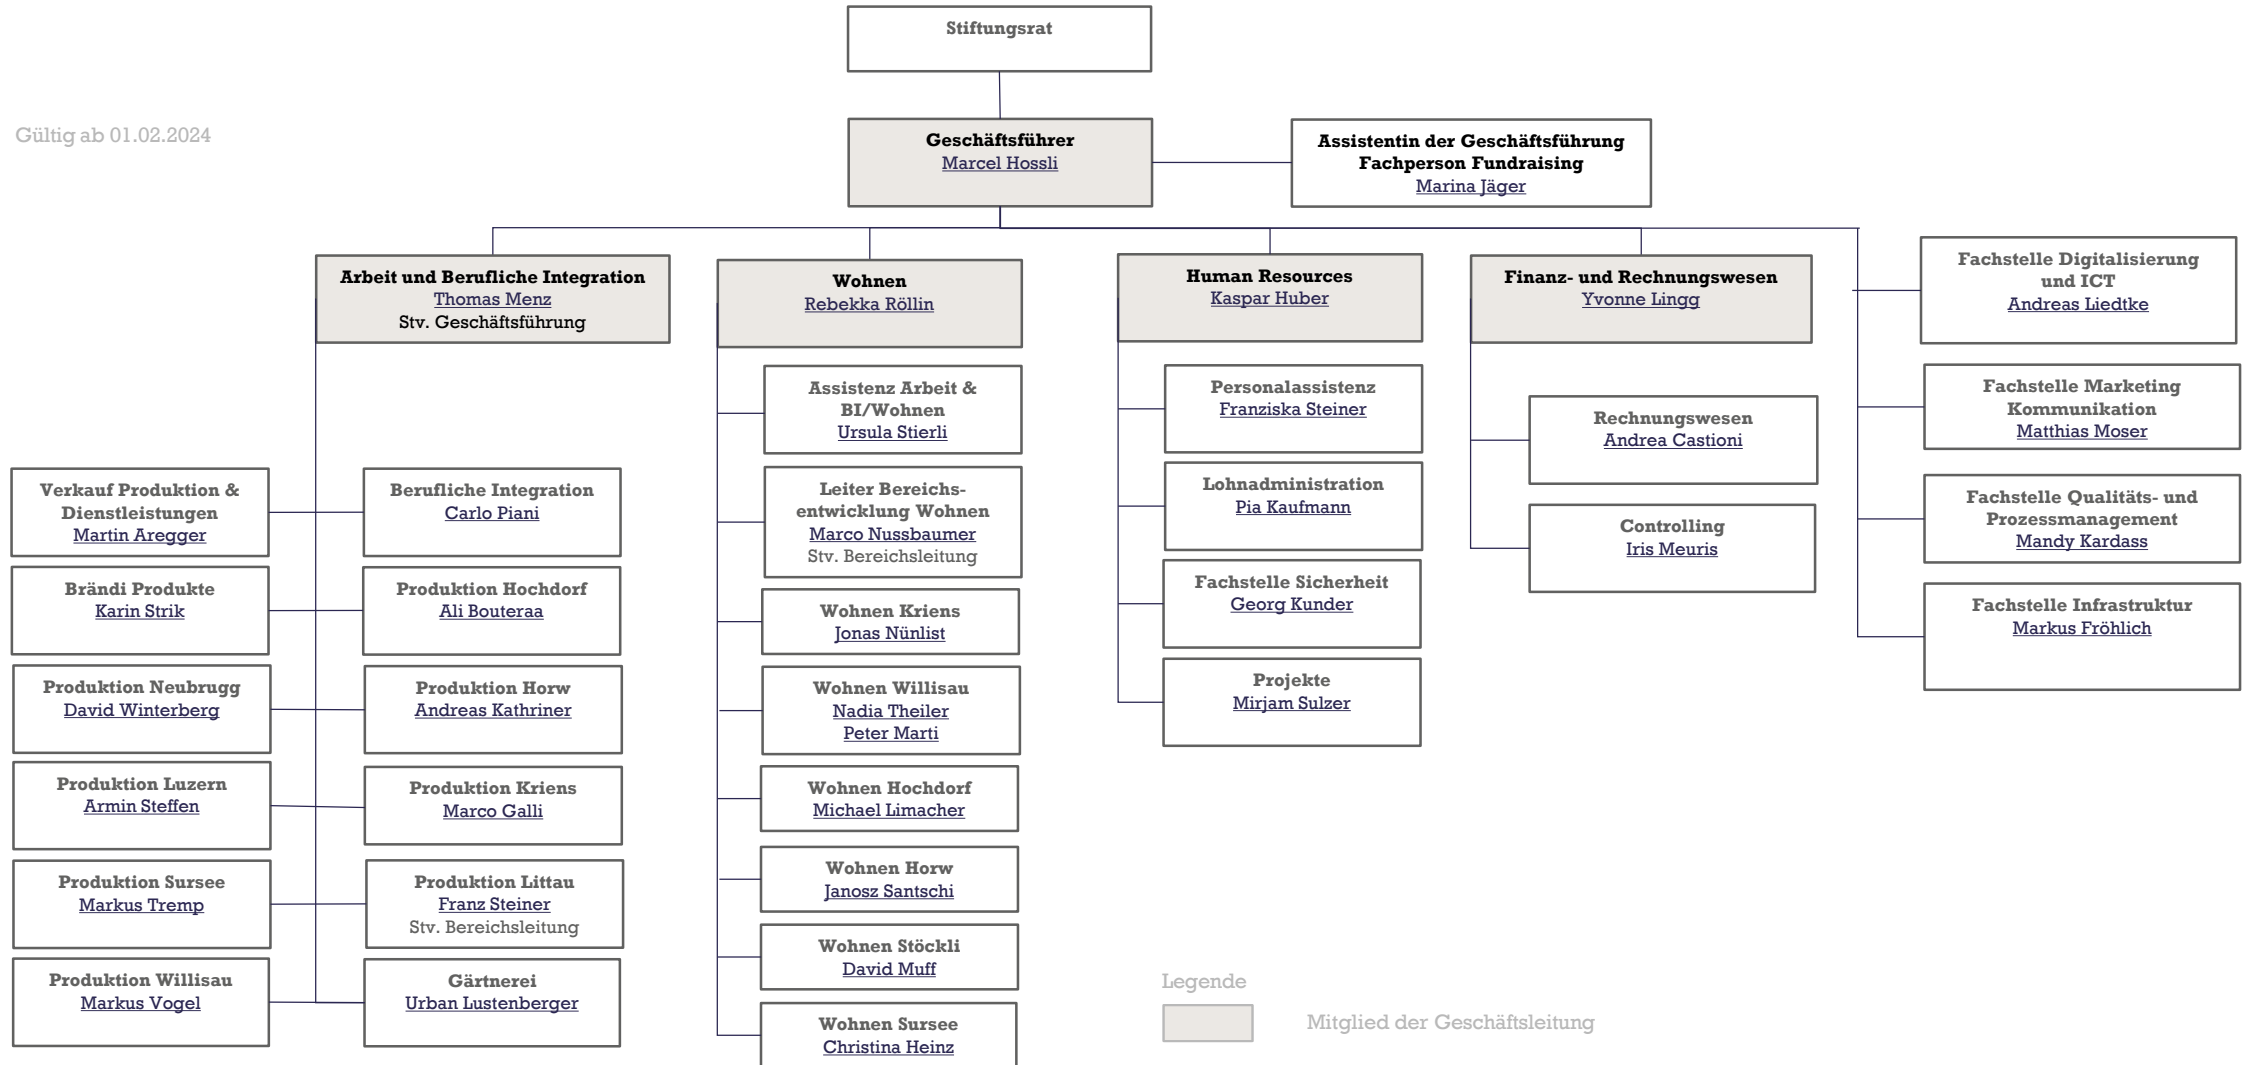 Stiftungsrat
Gültig ab 01.02.2024
Geschäftsführer
Marcel Hossli
Assistentin der Geschäftsführung
Fachperson Fundraising
Marina Jäger
Arbeit und Berufliche Integration
Thomas Menz
Stv. Geschäftsführung
Verkauf Produktion &
Dienstleistungen
Martin Aregger
Berufliche Integration
Carlo Piani
Brändi Produkte
Karin Strik
Produktion Hochdorf
Ali Bouteraa
Produktion Neubrugg
David Winterberg
Produktion Horw
Andreas Kathriner
Produktion Luzern
Armin Steffen
Produktion Kriens
Marco Galli
Produktion Sursee
Markus Tremp
Produktion Littau
Franz Steiner
Stv. Bereichsleitung
Produktion Willisau
Markus Vogel
Gärtnerei
Urban Lustenberger
Wohnen
Rebekka Röllin
Assistenz Arbeit &
BI/Wohnen
Ursula Stierli
Leiter Bereichs-
entwicklung Wohnen
Marco Nussbaumer
Stv. Bereichsleitung
Wohnen Kriens
Jonas Nünlist
Wohnen Willisau
Nadia Theiler
Peter Marti
Wohnen Hochdorf
Michael Limacher
Wohnen Horw
Janosz Santschi
Wohnen Stöckli
David Muff
Wohnen Sursee
Christina Heinz
Human Resources
Kaspar Huber
Personalassistenz
Franziska Steiner
Lohnadministration
Pia Kaufmann
Fachstelle Sicherheit
Georg Kunder
Projekte
Mirjam Sulzer
Finanz- und Rechnungswesen
Yvonne Lingg
Rechnungswesen
Andrea Castioni
Controlling
Iris Meuris
Fachstelle Digitalisierung
und ICT
Andreas Liedtke
Fachstelle Marketing
Kommunikation
Matthias Moser
Fachstelle Qualitäts- und
Prozessmanagement
Mandy Kardass
Fachstelle Infrastruktur
Markus Fröhlich
Legende
Mitglied der Geschäftsleitung